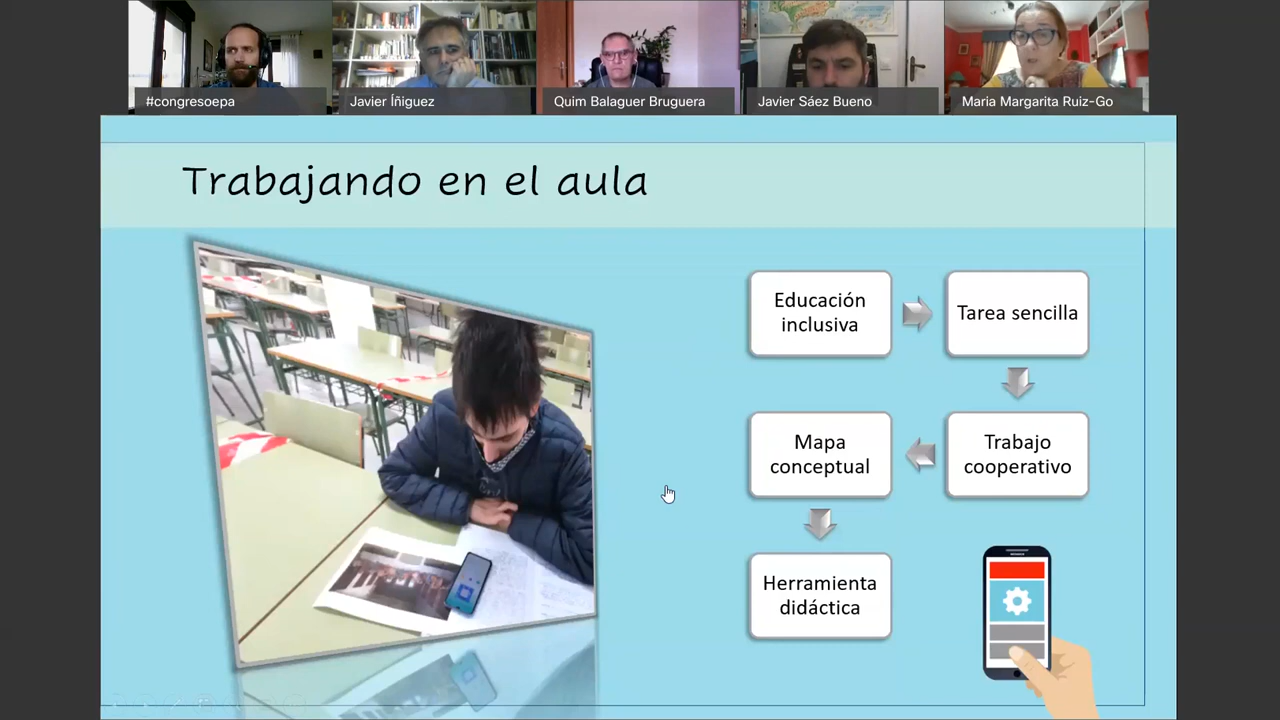 #congresoepa
Javier Íñiguez
Quim Balaguer Bruguera
Javier Sáez Bueno
Maria Margarita Ruiz-Go
Trabajando en el aula
Educación
inclusiva
Tarea sencilla
Trabajo
cooperativo
Mapa
conceptual
Herramienta
didáctica